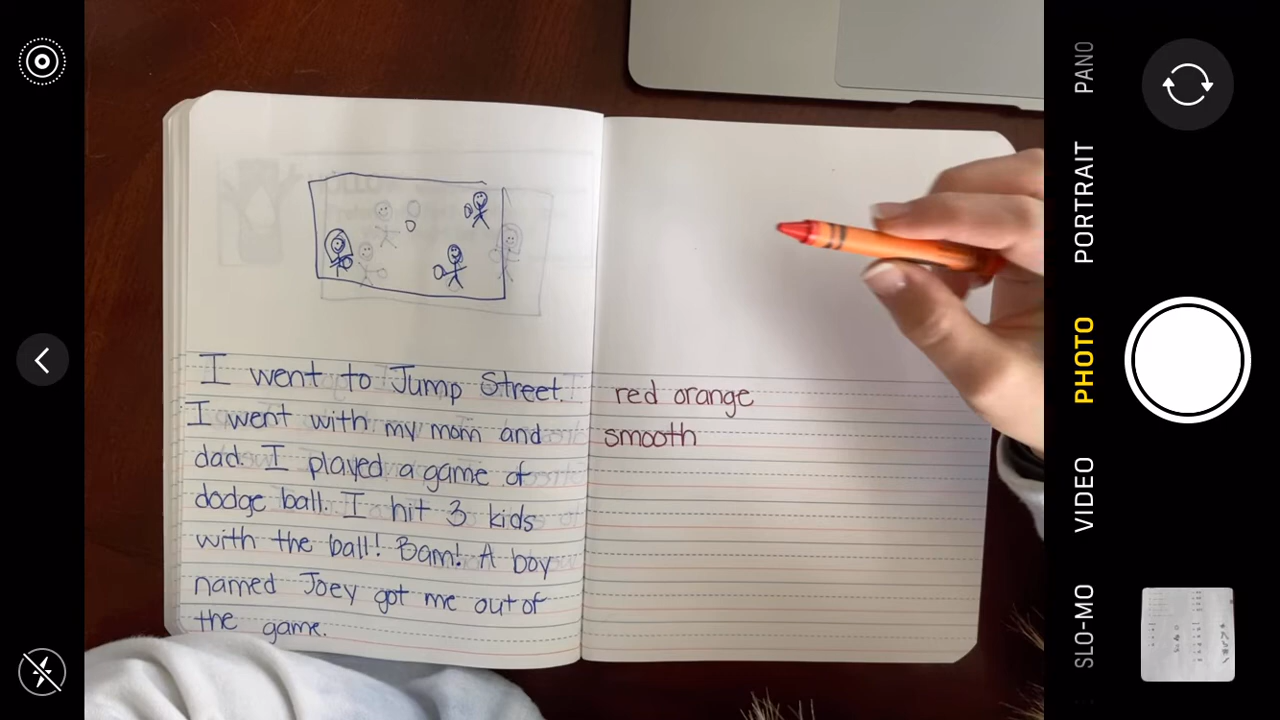 I went to Jump Street.
I went with my mom and
dad. I played a game of
dodge ball. I hit 3 kids
with the ball! Bam! A boy
named Joey got me out of
the game.
red orange
smooth
PANO
PORTRAIT
PHOTO
VIDEO
SLO-MO